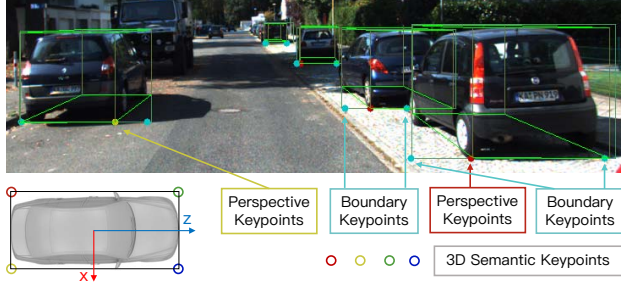 Perspective
Keypoints
Boundary
Keypoints
Perspective
Keypoints
Boundary
Keypoints
Z
X
3D Semantic Keypoints